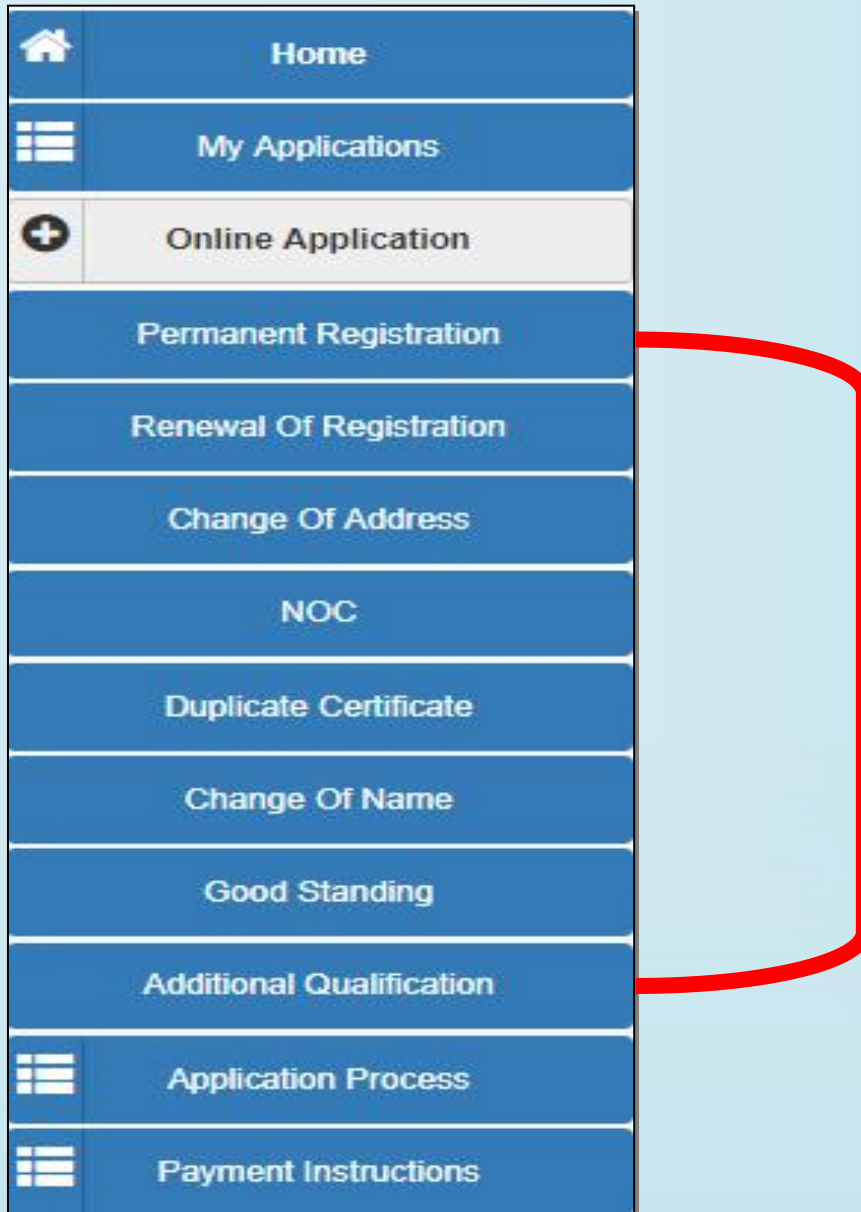 Home
My Applications
Online Application
Permanent Registration
Renewal Of Registration
Change Of Address
NOC
Duplicate Certificate
Change Of Name
Good Standing
Additional Qualification
Application Process
Payment Instructions